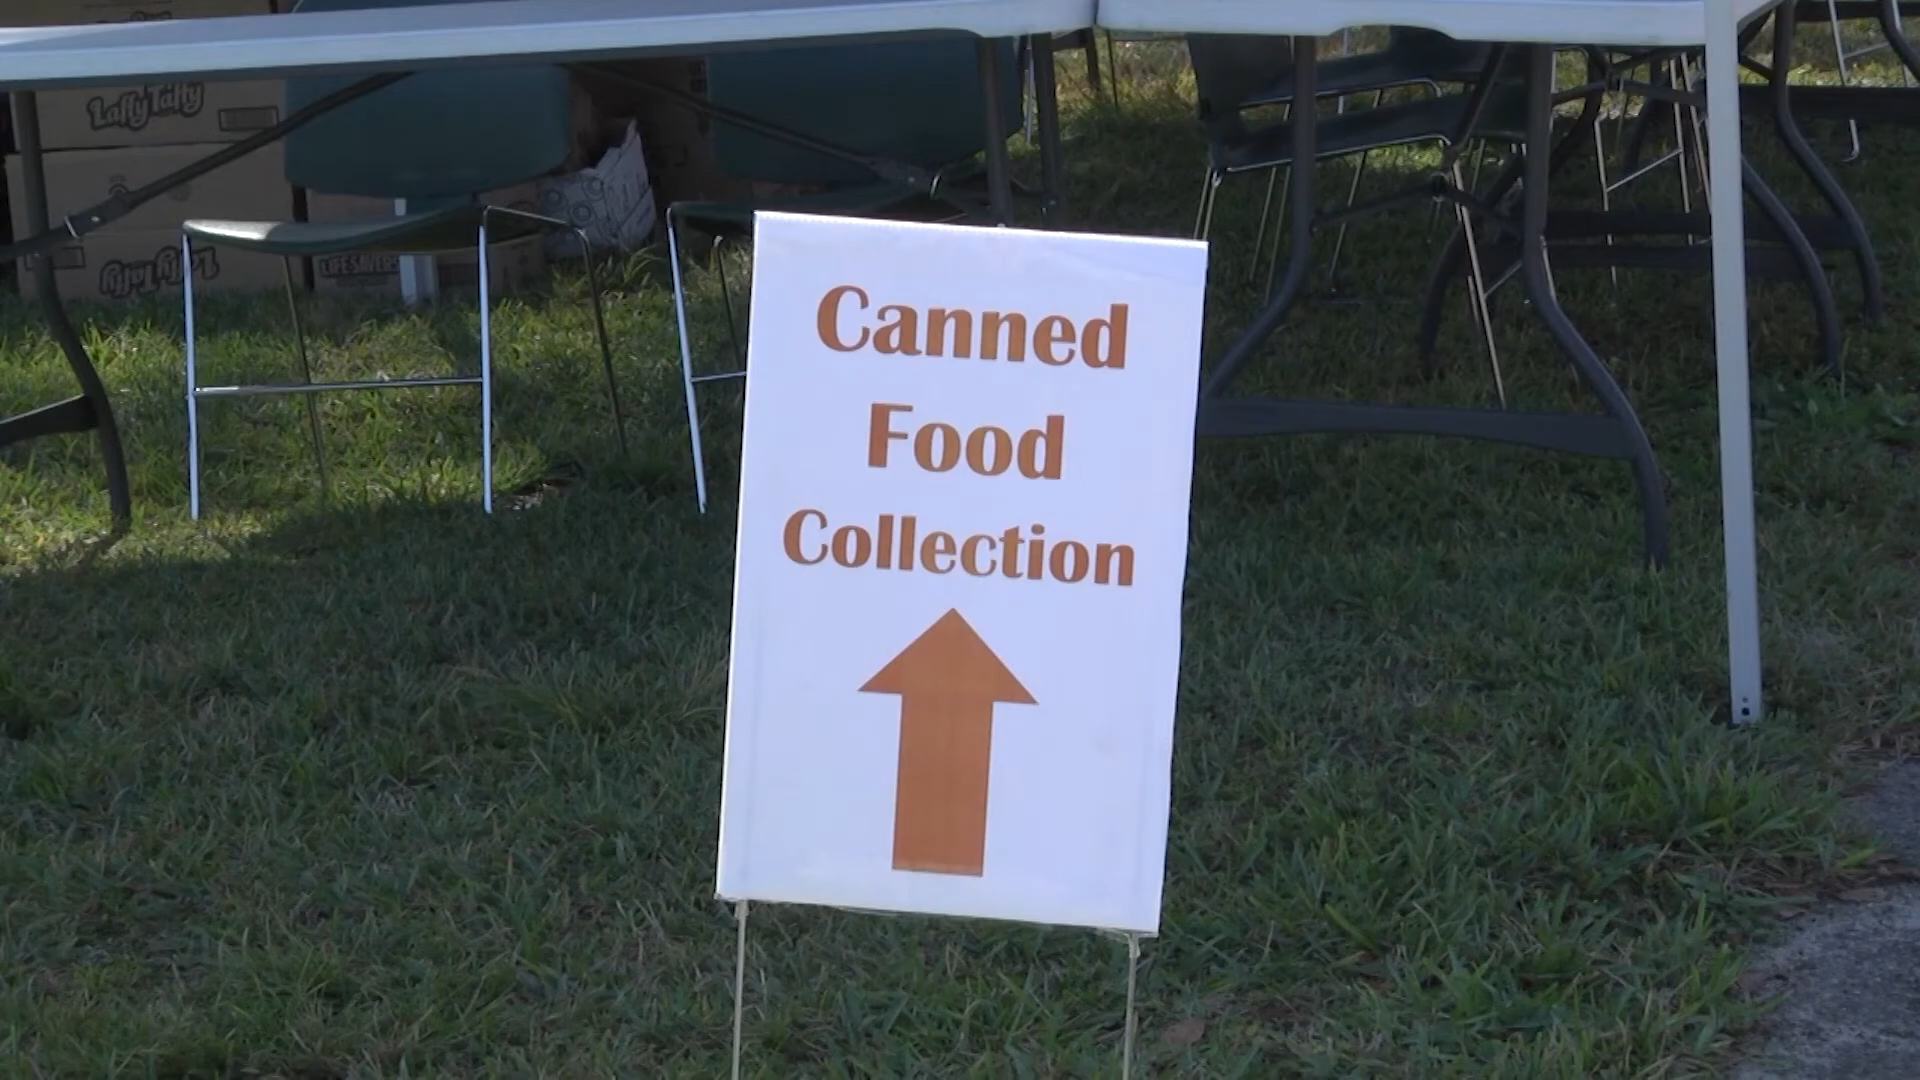 Laffy Taffy
Laffy Taffy
LIFE SAVERS
Canned
Food
Collection